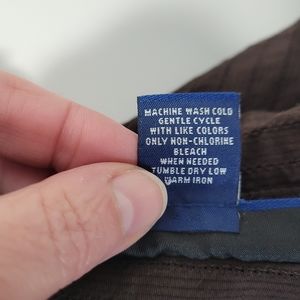 MACHINE WASH COLD
GENTLE CYCLE
WITH LIKE COLORS
ONLY NON-CHLORINE
BLEACH
WHEN NEEDED
TUMBLE DRY LOW
WARM IRON